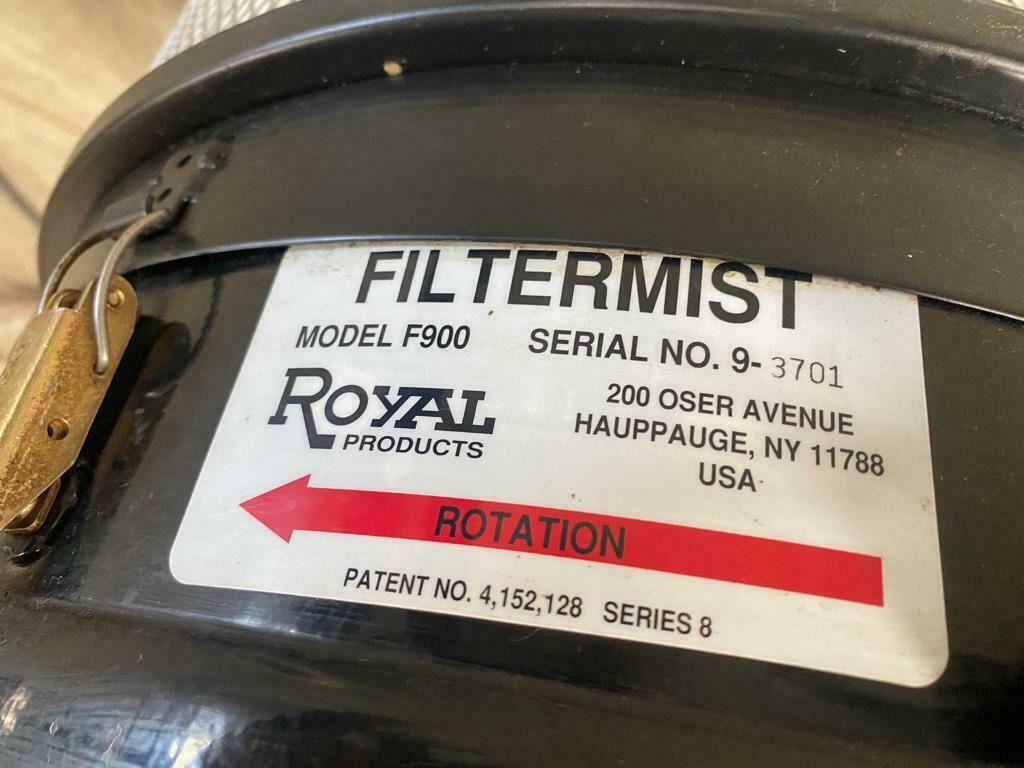 FILTERMIST
MODEL F900 SERIAL NO. 9-3701
ROYAL
PRODUCTS
200 OSER AVENUE
HAUPPAUGE, NY 11788
USA
ROTATION
PATENT NO. 4,152,128 SERIES 8